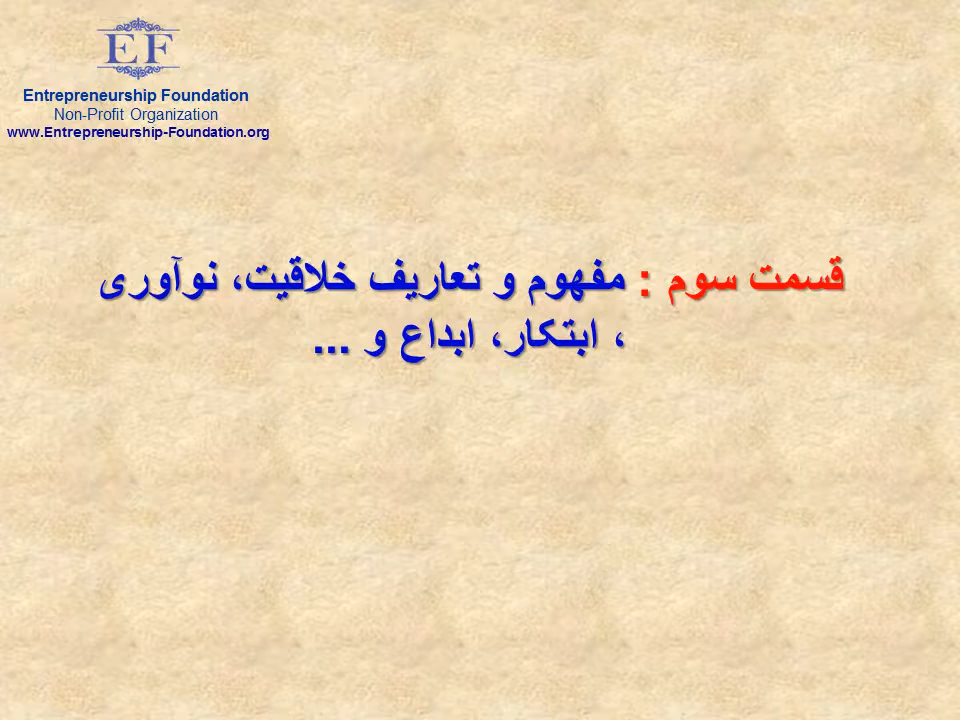 EF
Entrepreneurship Foundation
Non-Profit Organization
www.Entrepreneurship-Foundation.org
قسمت سوم : مفهوم و تعاریف خلاقیت، نوآوری
، ابتکار، ابداع و ...